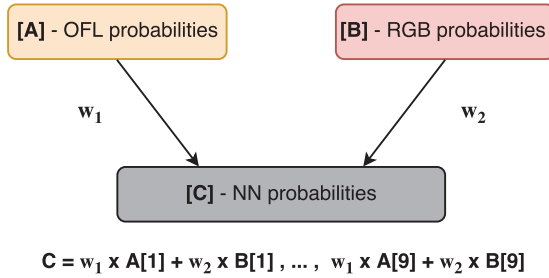 [A] - OFL probabilities
[B] - RGB probabilities
w1
w2
[C] - NN probabilities
C = w1 x A[1] + w2 x B[1] , ... , w1 x A[9] + w2 x B[9]